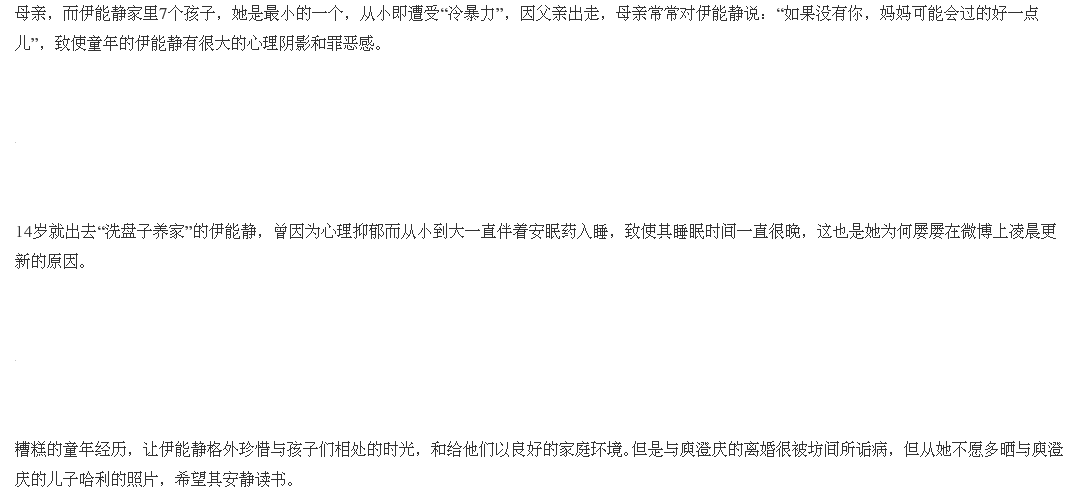 母亲，而伊能静家里7个孩子，她是最小的一个，从小即遭受“冷暴力”，因父亲出走，母亲常常对伊能静说：“如果没有你，妈妈可能会过的好一点
儿”，致使童年的伊能静有很大的心理阴影和罪恶感。
14岁就出去“洗盘子养家”的伊能静，曾因为心理抑郁而从小到大一直伴着安眠药入睡，致使其睡眠时间一直很晚，这也是她为何屡屡在微博上凌晨更
新的原因。
糟糕的童年经历，让伊能静格外珍惜与孩子们相处的时光，和给他们以良好的家庭环境。但是与庾澄庆的离婚很被坊间所诟病，但从她不愿多晒与庾澄
庆的儿子哈利的照片，希望其安静读书。